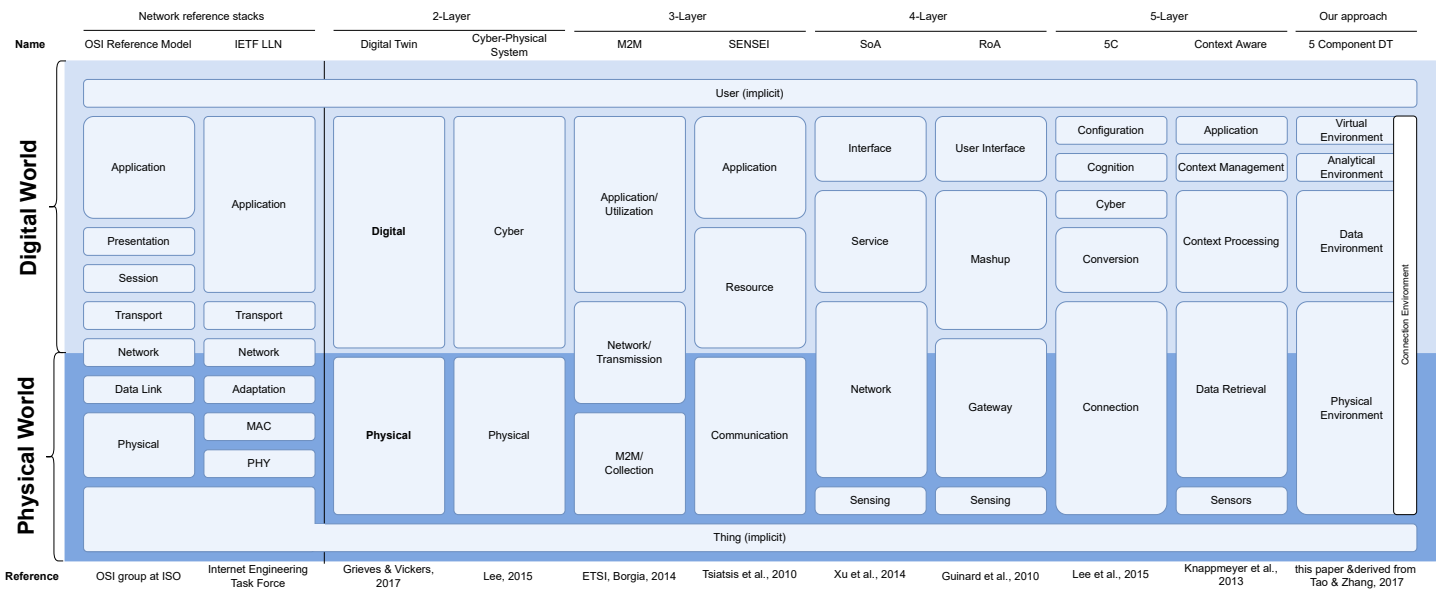 Network reference stacks
2-Layer
3-Layer
4-Layer
5-Layer
Our approach
Name
OSI Reference Model
IETF LLN
Digital Twin
Cyber-Physical
System
M2M
SENSEI
SoA
RoA
5C
Context Aware
5 Component DT
Digital World
User (implicit)
Application
Presentation
Session
Transport
Network
Data Link
Physical
Application
Transport
Network
Adaptation
MAC
PHY
Digital
Physical
Cyber
Physical
Application/
Utilization
Network/
Transmission
M2M/
Collection
Application
Resource
Communication
Interface
Service
Network
Sensing
User Interface
Mashup
Gateway
Sensing
Configuration
Cognition
Cyber
Conversion
Connection
Application
Context Management
Context Processing
Data Retrieval
Sensors
Virtual
Environment
Analytical
Environment
Data
Environment
Physical
Environment
Connection Environment
Physical World
Thing (implicit)
Reference
OSI group at ISO
Internet Engineering
Task Force
Grieves & Vickers,
2017
Lee, 2015
ETSI, Borgia, 2014
Tsiatsis et al., 2010
Xu et al., 2014
Guinard et al., 2010
Lee et al., 2015
Knappmeyer et al.,
2013
this paper &derived from
Tao & Zhang, 2017